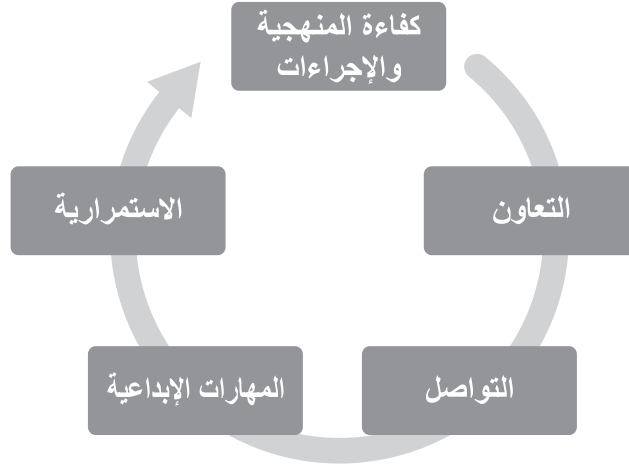 كفاءة المنهجية
والإجراءات
التعاون
التواصل
المهارات الإبداعية
الاستمرارية